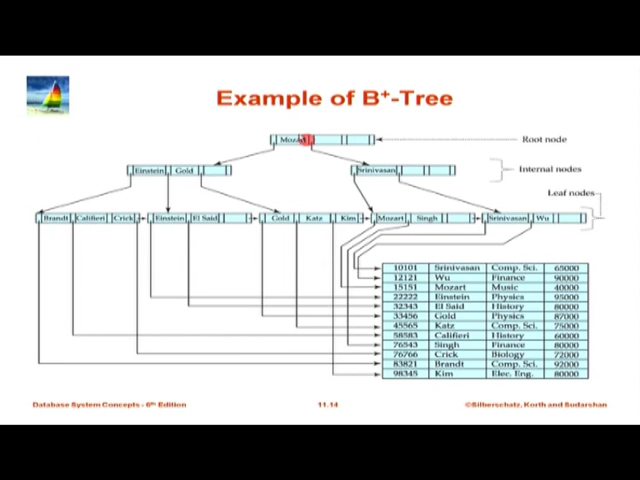 Example of B+-Tree
Mozart
Root node
Einstein Gold
Srinivasan
Internal nodes
Leaf nodes
Brandt Califieri Crick Einstein El Said Gold Katz Kim Mozart Singh Srinivasan Wu
10101 Srinivasan Comp. Sci. 65000
12121 Wu Finance 90000
15151 Mozart Music 40000
22222 Einstein Physics 95000
32343 El Said History 80000
33456 Gold Physics 87000
45565 Katz Comp. Sci. 75000
58583 Califieri History 60000
76543 Singh Finance 80000
76766 Crick Biology 72000
83821 Brandt Comp. Sci. 92000
98345 Kim Elec. Eng. 80000
Database System Concepts - 6th Edition
11.14
©Silberschatz, Korth and Sudarshan